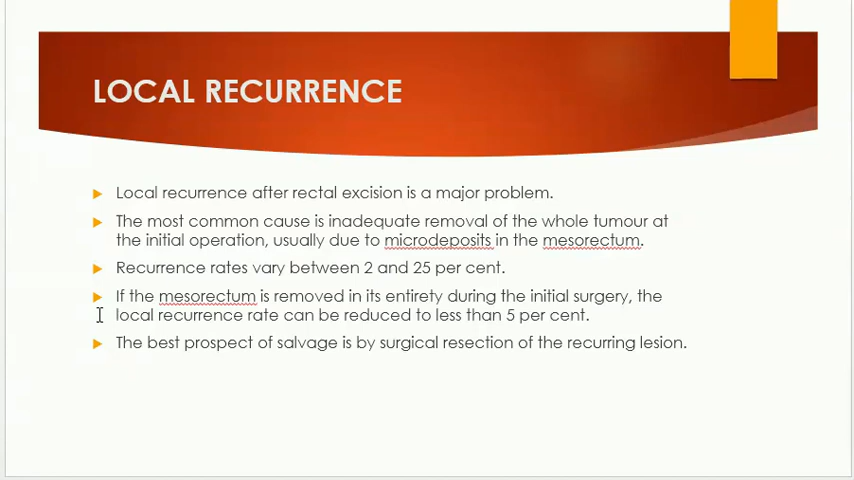 LOCAL RECURRENCE
Local recurrence after rectal excision is a major problem.
The most common cause is inadequate removal of the whole tumour at
the initial operation, usually due to microdeposits in the mesorectum.
Recurrence rates vary between 2 and 25 per cent.
If the mesorectum is removed in its entirety during the initial surgery, the
local recurrence rate can be reduced to less than 5 per cent.
The best prospect of salvage is by surgical resection of the recurring lesion.